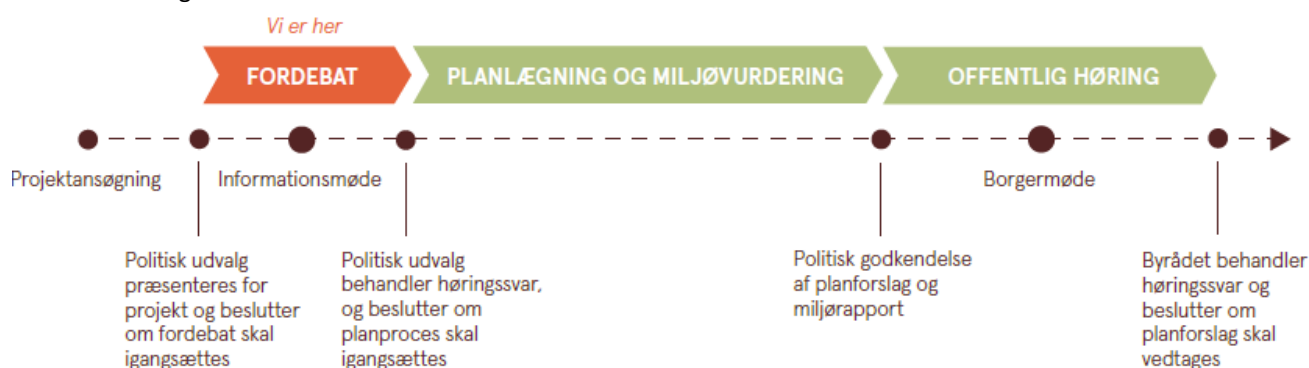 Vi er her
FORDEBAT
PLANLÆGNING OG MILJØVURDERING
OFFENTLIG HØRING
Projektansøgning
Informationsmøde
Borgermøde
Politisk udvalg
præsenteres for
projekt og beslutter
om fordebat skal
igangsættes
Politisk udvalg
behandler høringssvar,
og beslutter om
planproces skal
igangsættes
Politisk godkendelse
af planforslag og
miljørapport
Byrådet behandler
høringssvar og
beslutter om
planforslag skal
vedtages